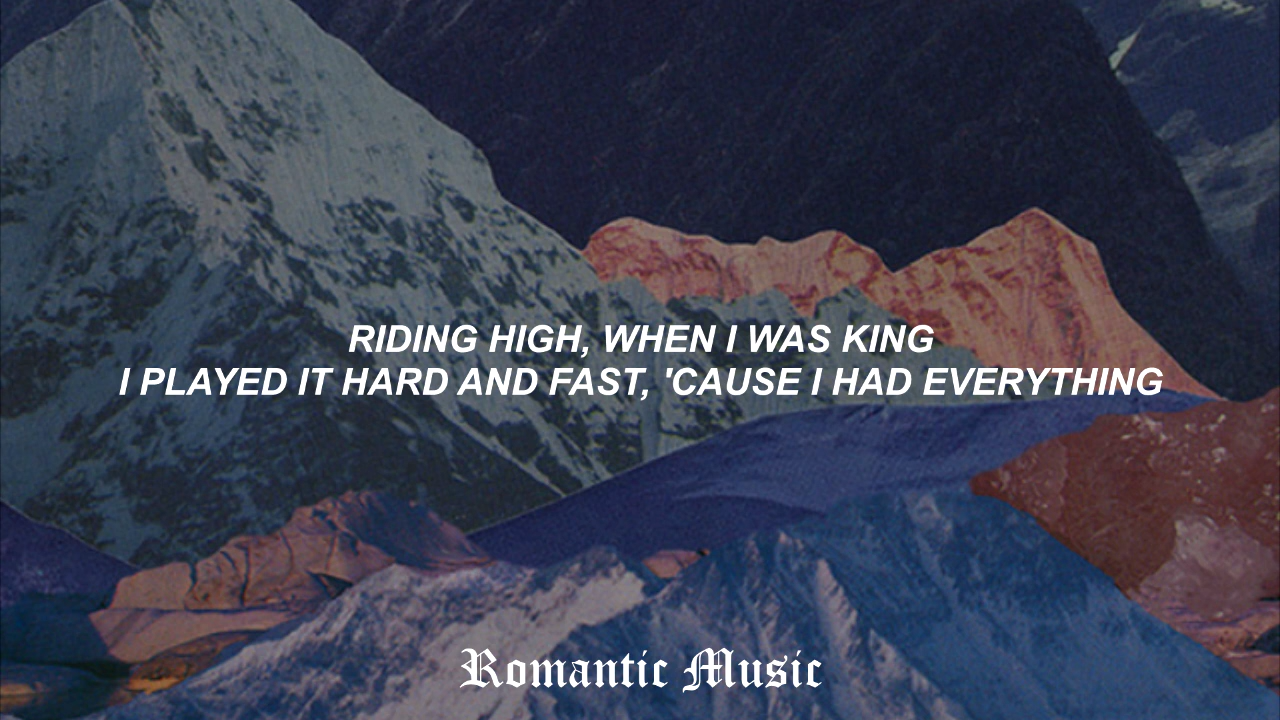 RIDING HIGH, WHEN I WAS KING
I PLAYED IT HARD AND FAST, 'CAUSE I HAD EVERYTHING
Romantic Music